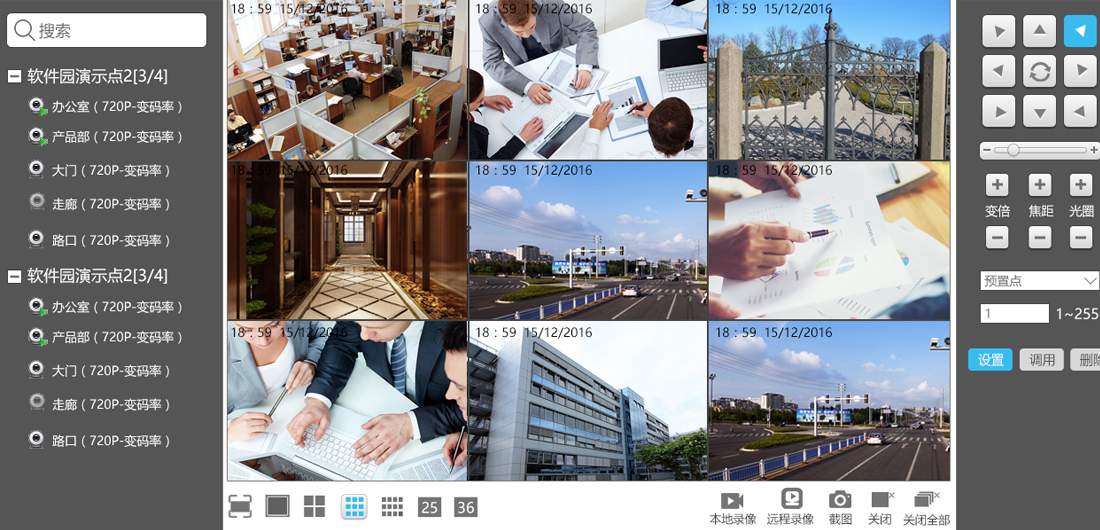 搜索
软件园演示点2[3/4]
办公室（720P-变码率）
产品部（720P-变码率）
大门（720P-变码率）
走廊（720P-变码率）
路口（720P-变码率）
软件园演示点2[3/4]
办公室（720P-变码率）
产品部（720P-变码率）
大门（720P-变码率）
走廊（720P-变码率）
路口（720P-变码率）
18：59 15/12/2016
18：59 15/12/2016
18：59 15/12/2016
18：59 15/12/2016
18：59 15/12/2016
18：59 15/12/2016
18：59 15/12/2016
18：59 15/12/2016
18：59 15/12/2016
25
36
本地录像
远程录像
截图
关闭
关闭全部
变倍
焦距
光圈
预置点
1
1~255
设置
调用
删除